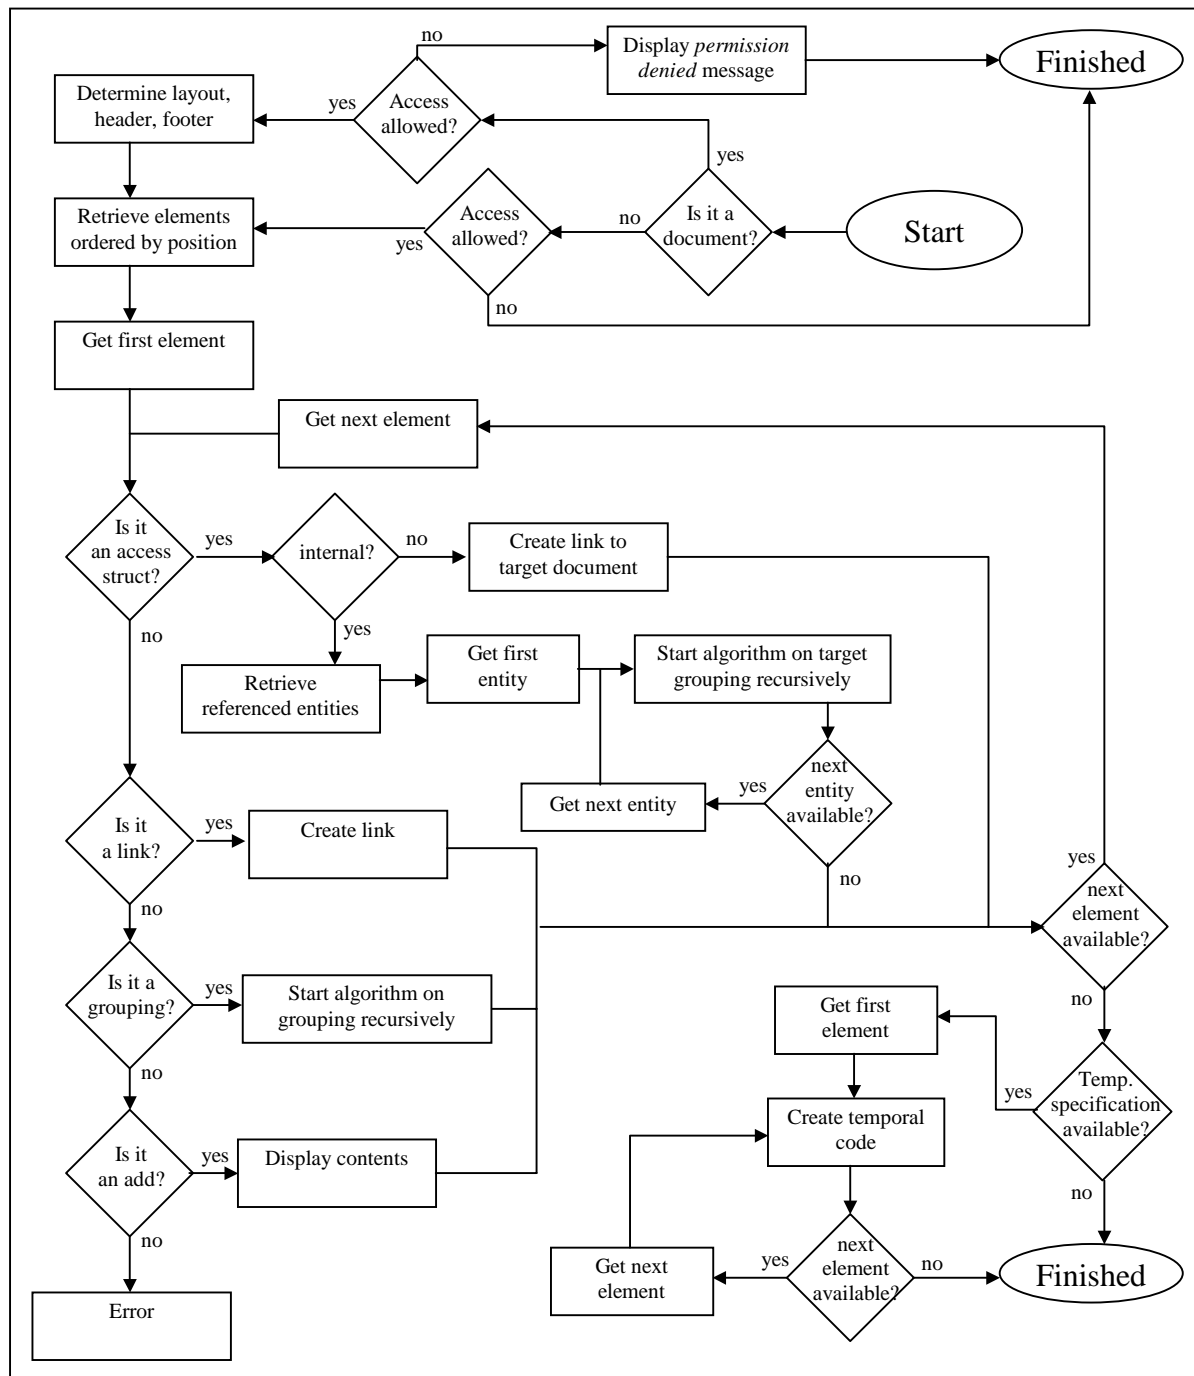 no
Display permission
denied message
Finished
Determine layout,
header, footer
yes
Access
allowed?
yes
Retrieve elements
ordered by position
yes
Access
allowed?
no
Is it a
document?
Start
no
Get first element
Get next element
Is it
an access
struct?
yes
internal?
no
Create link to
target document
no
yes
Retrieve
referenced entities
Get first
entity
Start algorithm on target
grouping recursively
Get next entity
yes
next
entity
available?
no
Is it
a link?
yes
Create link
no
yes
next
element
available?
no
Is it a
grouping?
yes
Start algorithm on
grouping recursively
no
Get first
element
yes
Temp.
specification
available?
no
Create temporal
code
Is it
an add?
yes
Display contents
no
Get next
element
yes
next
element
available?
no
Finished
Error